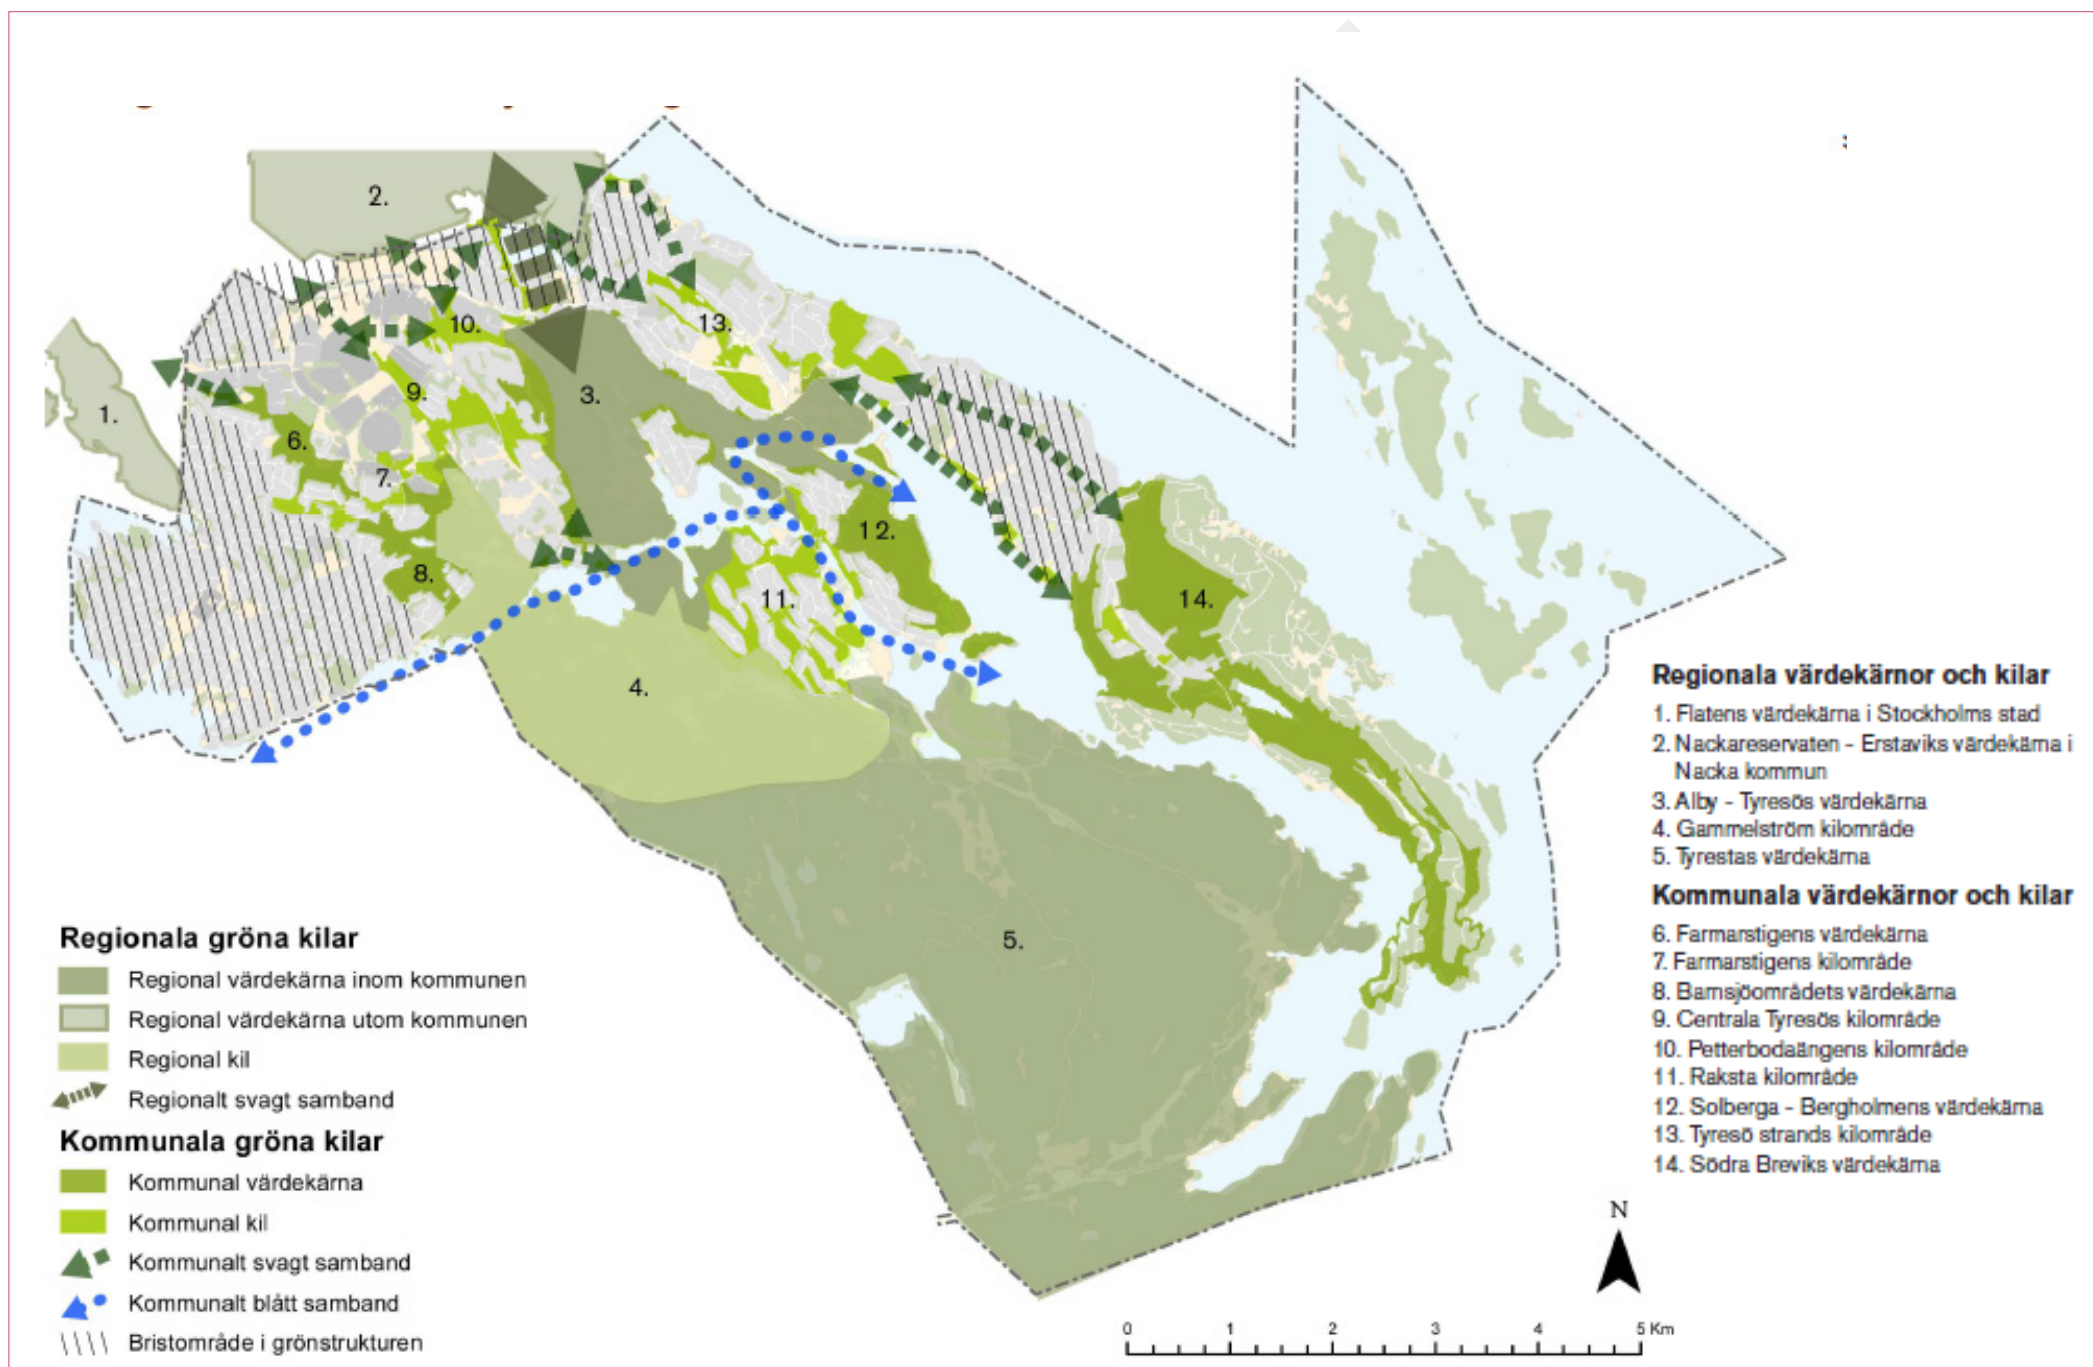 2.
1.
10.
13.
3.
9.
6.
7.
8.
12.
11.
14.
4.
5.
Regionala värdekärnor och kilar
1. Flatens värdekärna i Stockholms stad
2. Nackareservaten - Erstaviks värdekärna i
Nacka kommun
3. Alby - Tyresös värdekärna
4. Gammelström kilområde
5. Tyrestas värdekärna
Kommunala värdekärnor och kilar
6. Farmarstigens värdekärna
7. Farmarstigens kilområde
8. Barnsjöområdets värdekärna
9. Centrala Tyresös kilområde
10. Petterbodaängens kilområde
11. Raksta kilområde
12. Solberga - Bergholmens värdekärna
13. Tyresö strands kilområde
14. Södra Breviks värdekärna
Regionala gröna kilar
Regional värdekärna inom kommunen
Regional värdekärna utom kommunen
Regional kil
Regionalt svagt samband
Kommunala gröna kilar
Kommunal värdekärna
Kommunal kil
Kommunalt svagt samband
Kommunalt blått samband
Bristområde i grönstrukturen
N
0 1 2 3 4 5 Km